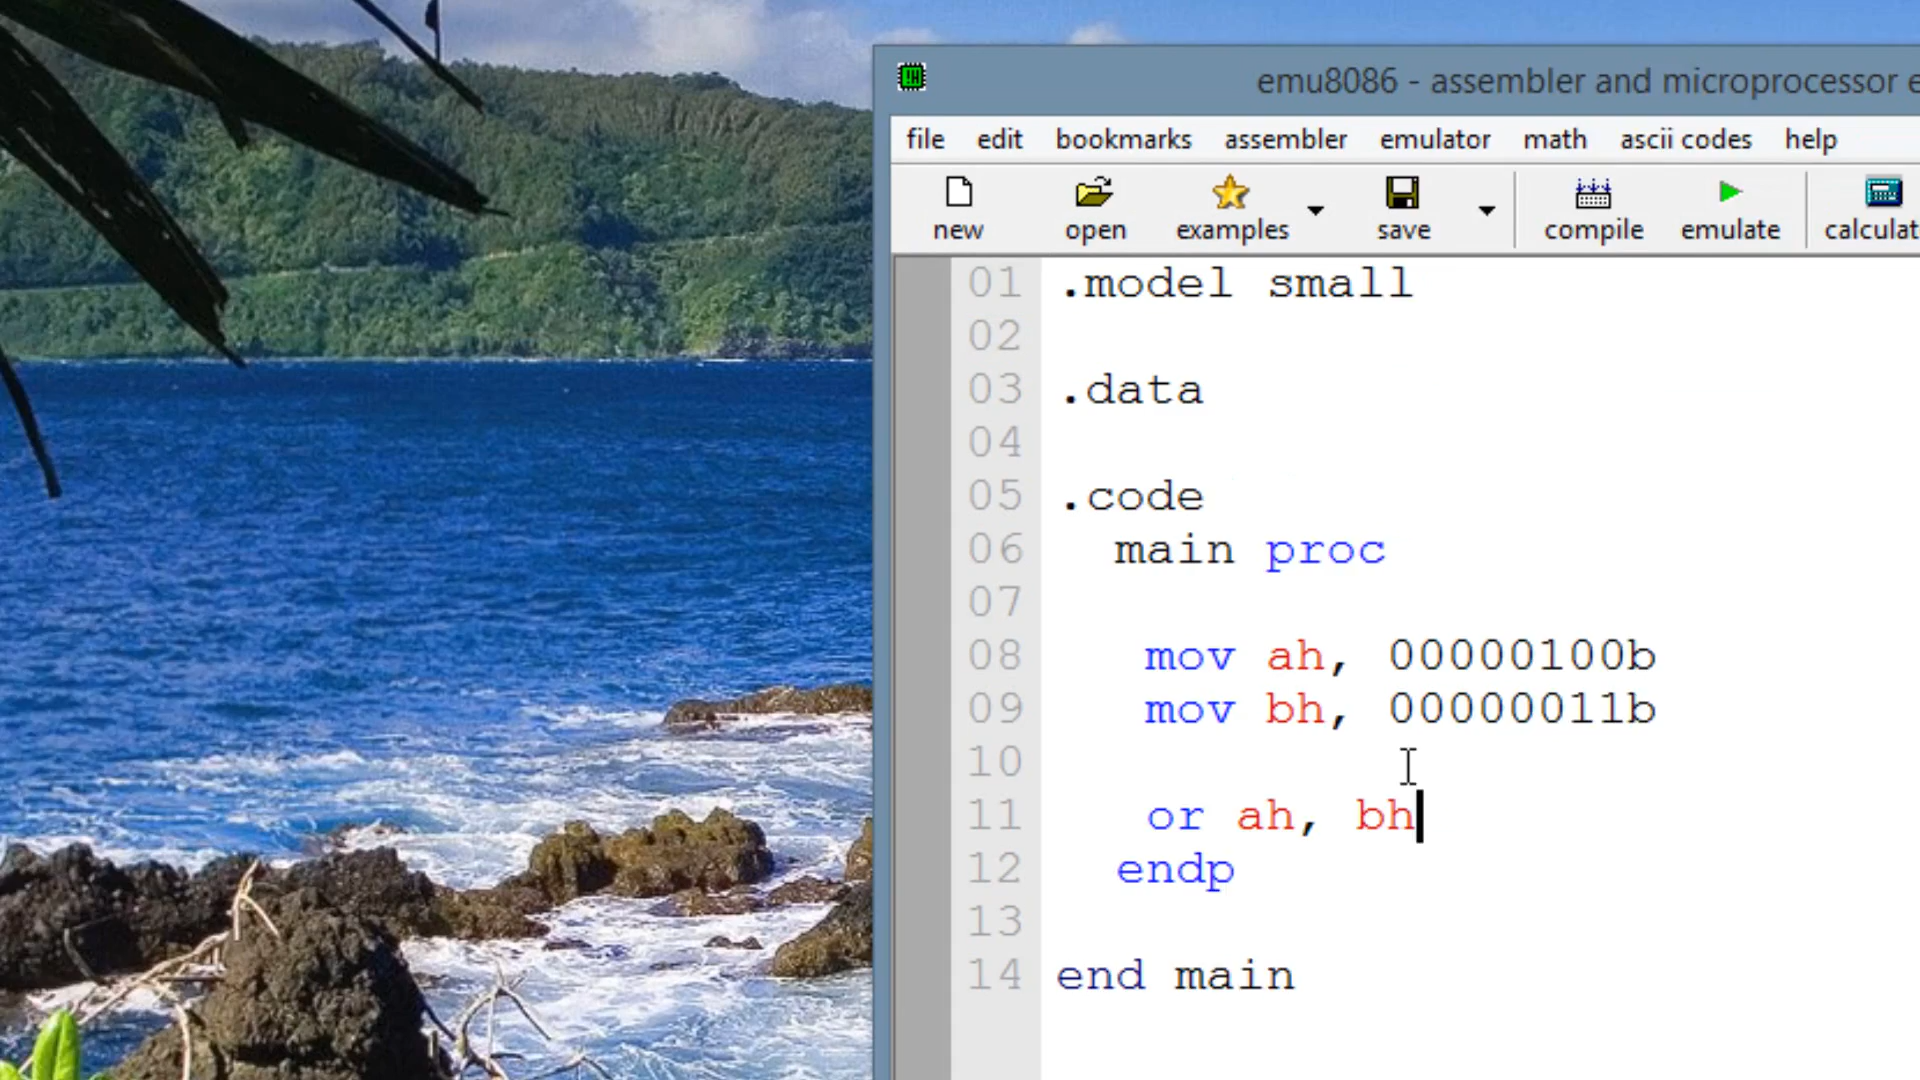 emu8086 - assembler and microprocessor e
file edit bookmarks assembler emulator math ascii codes help
new open examples save compile emulate calculat
01 .model small
02
03 .data
04
05 .code
06 main proc
07
08 mov ah, 00000100b
09 mov bh, 00000011b
10
11 or ah, bh
12 endp
13
14 end main